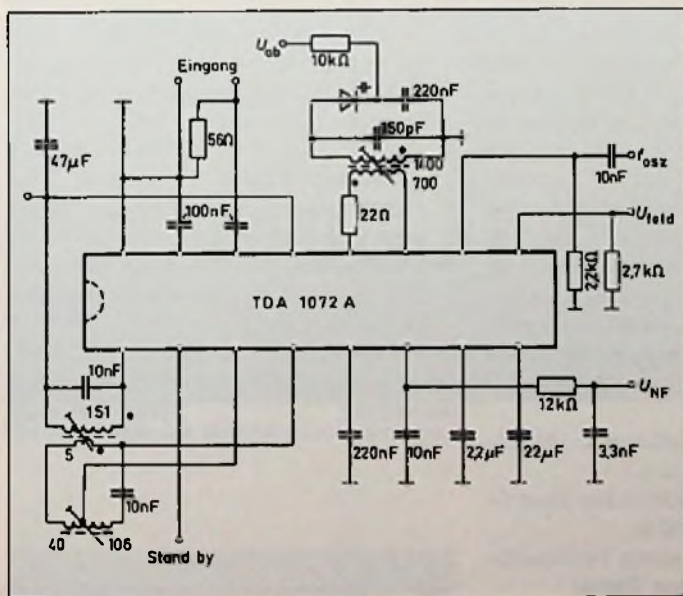 U_ab
10kΩ
Eingang
220nF
56Ω
150pF
47µF
1400
700
10nF
f_osz
100nF
22Ω
U_feld
2,2kΩ
2,7kΩ
TDA 1072 A
10nF
151
12kΩ
U_NF
5
220nF
10nF
2,2µF
22µF
3,3nF
10nF
40
106
Stand by